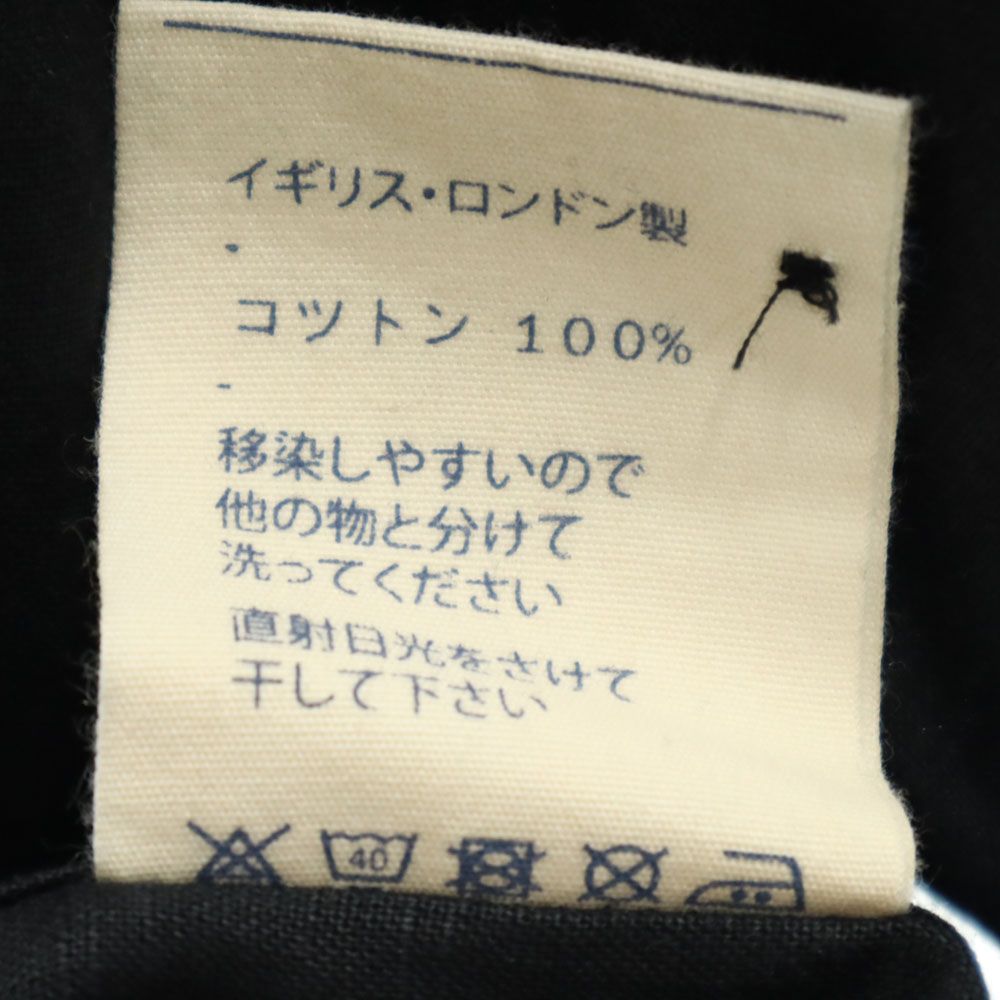 イギリス・ロンドン製
-
コツトン 100%
-
移染しやすいので
他の物と分けて
洗ってください
直射日光をさけて
干して下さい
40